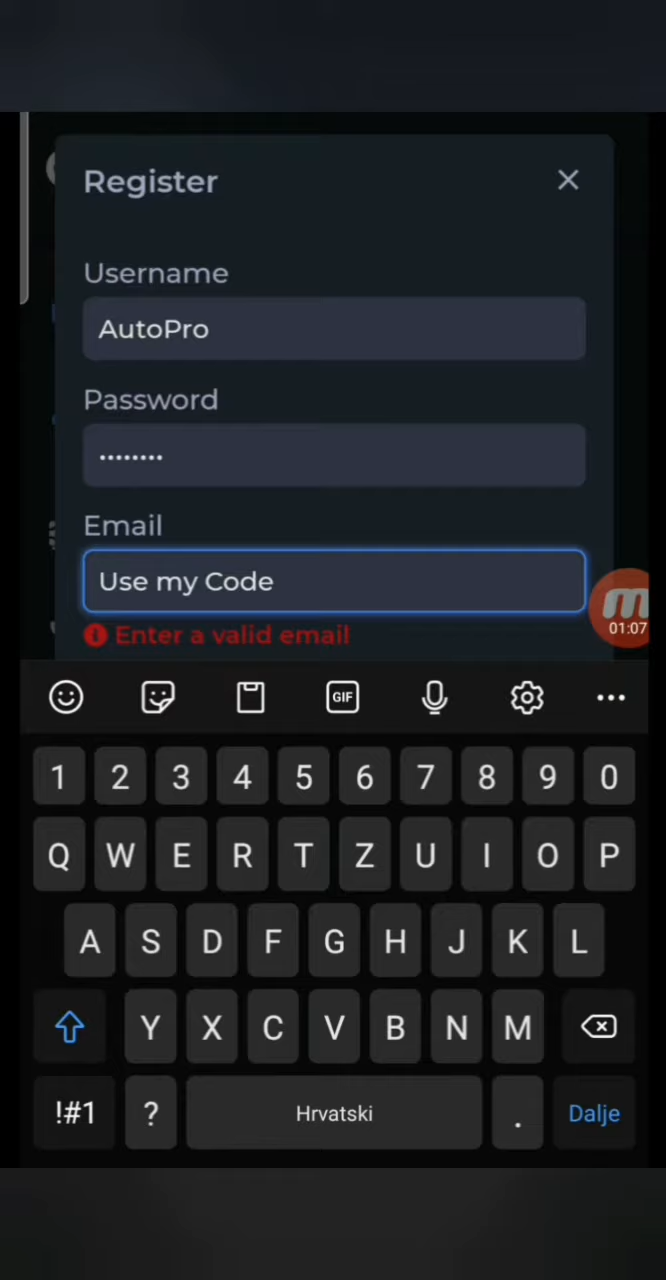 Register
Username
AutoPro
Password
••••••••
Email
Use my Code
Enter a valid email
01:07
GIF
1 2 3 4 5 6 7 8 9 0
Q W E R T Z U I O P
A S D F G H J K L
Y X C V B N M
!#1 ? Hrvatski . Dalje